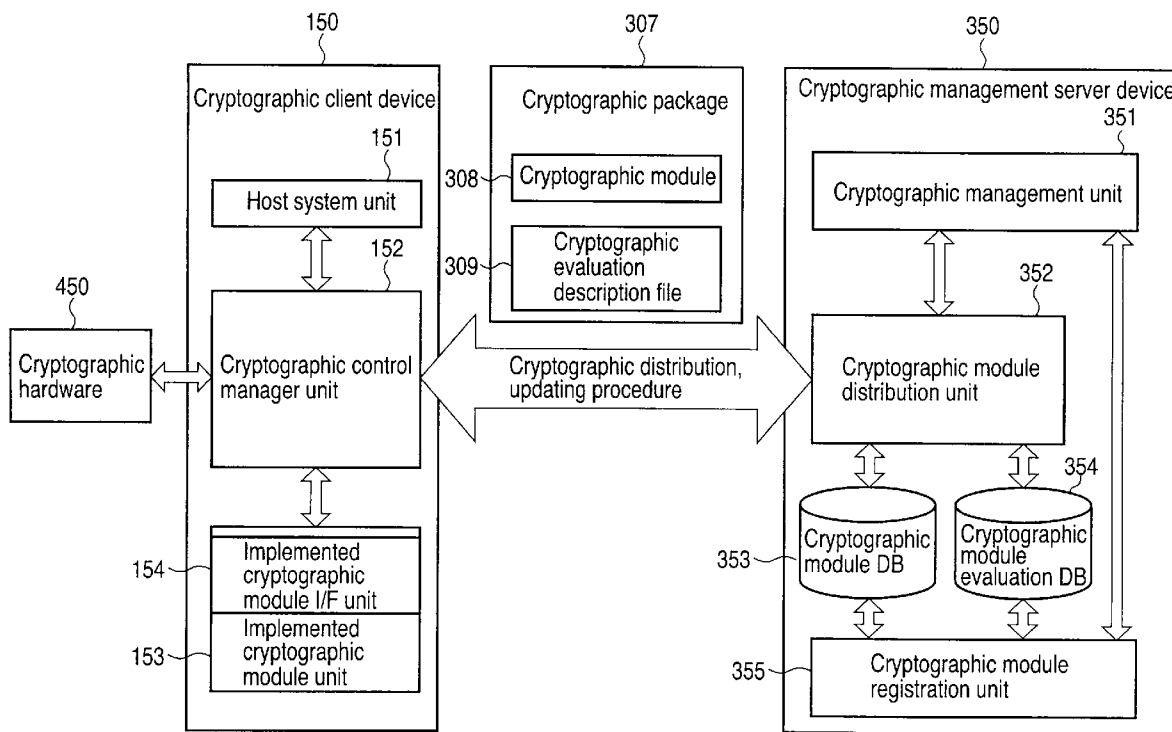 150
307
350
Cryptographic client device
Cryptographic
package
Cryptographic management server device
151
Host system unit
308
Cryptographic module
309
Cryptographic
evaluation
description file
351
Cryptographic management unit
152
352
450
Cryptographic
hardware
Cryptographic control
manager unit
Cryptographic distribution,
updating procedure
Cryptographic module
distribution unit
354
353
Cryptographic
module DB
Cryptographic
module
evaluation DB
154
Implemented
cryptographic
module I/F unit
153
Implemented
cryptographic
module unit
355
Cryptographic module
registration unit